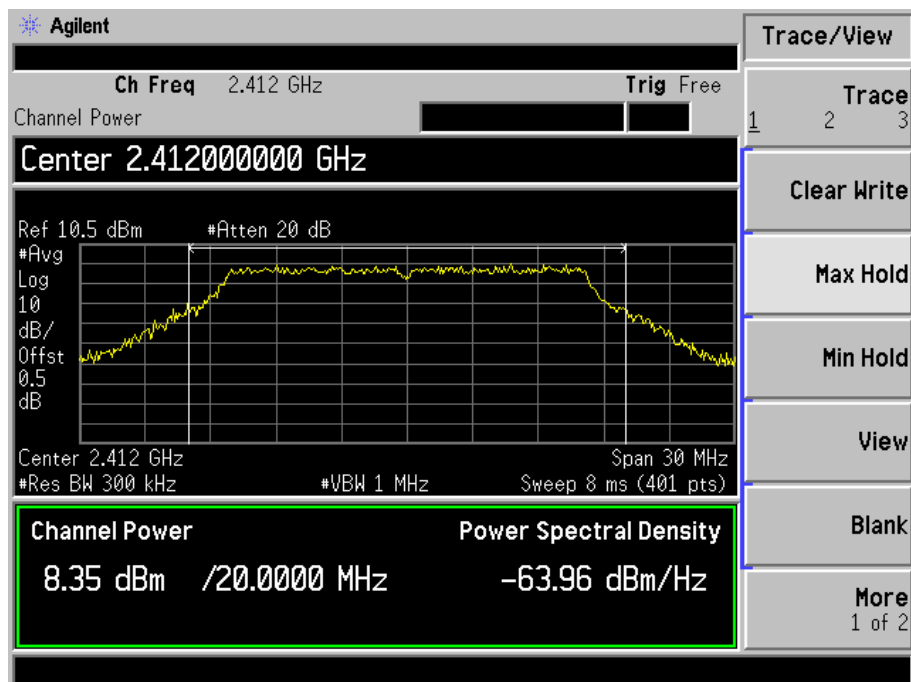 Agilent
Trace/View
Ch Freq 2.412 GHz Trig Free
Channel Power
Trace
1 2 3
Center 2.412000000 GHz
Clear Write
Ref 10.5 dBm #Atten 20 dB
#Avg
Log
10
dB/
Offst
0.5
dB
Max Hold
Min Hold
Center 2.412 GHz Span 30 MHz
#Res BW 300 kHz #VBW 1 MHz Sweep 8 ms (401 pts)
View
Channel Power Power Spectral Density
8.35 dBm /20.0000 MHz -63.96 dBm/Hz
Blank
More
1 of 2